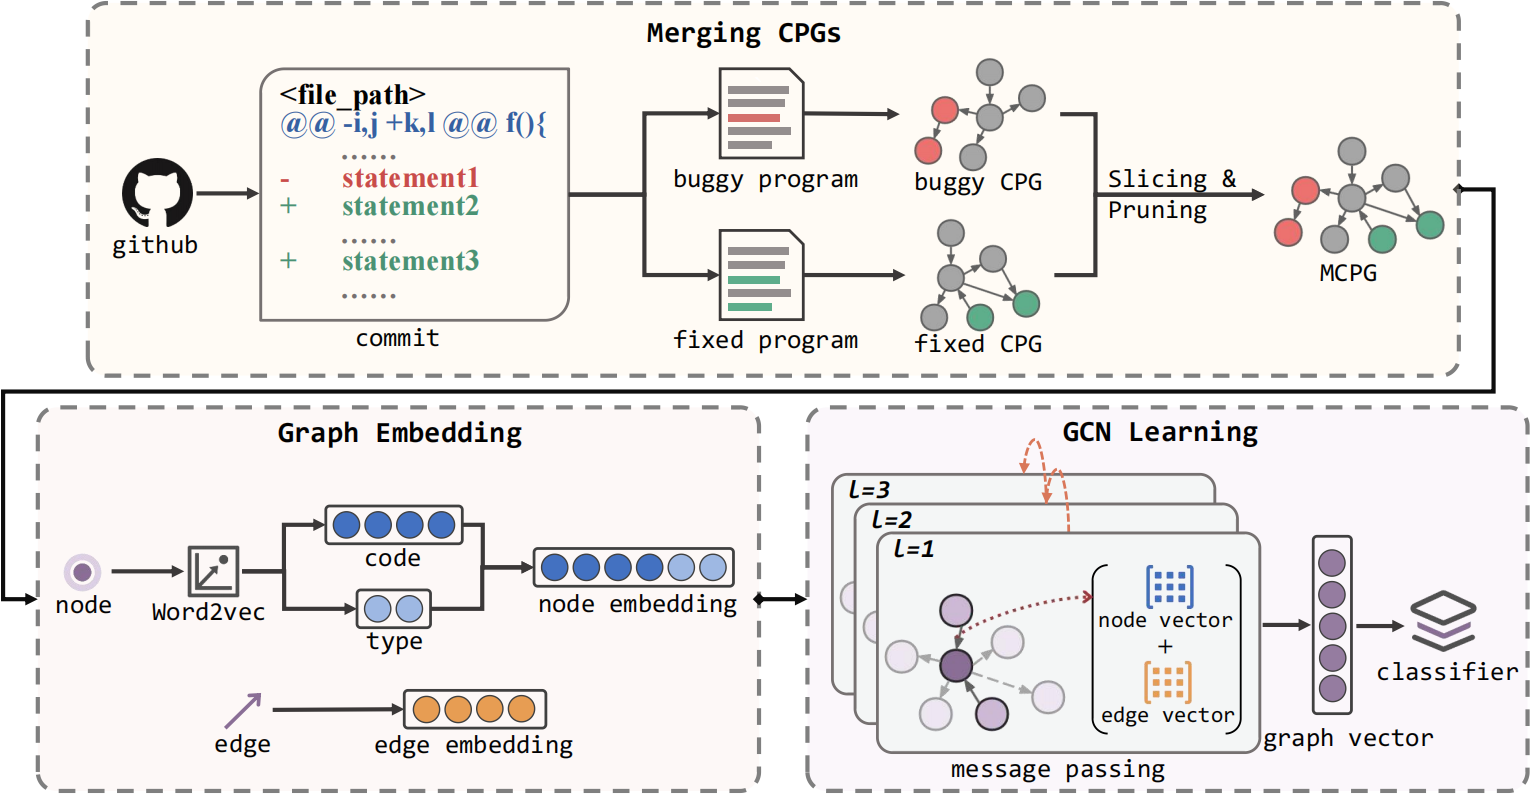 Merging CPGs
<file_path>
@@ -i,j +k,l @@ f(){
......
- statement1
+ statement2
......
+ statement3
......
github
commit
buggy program
fixed program
buggy CPG
fixed CPG
Slicing &
Pruning
MCPG
Graph Embedding
node
Word2vec
code
type
node embedding
edge
edge embedding
GCN Learning
l=3
l=2
l=1
node vector
+
edge vector
message passing
graph vector
classifier